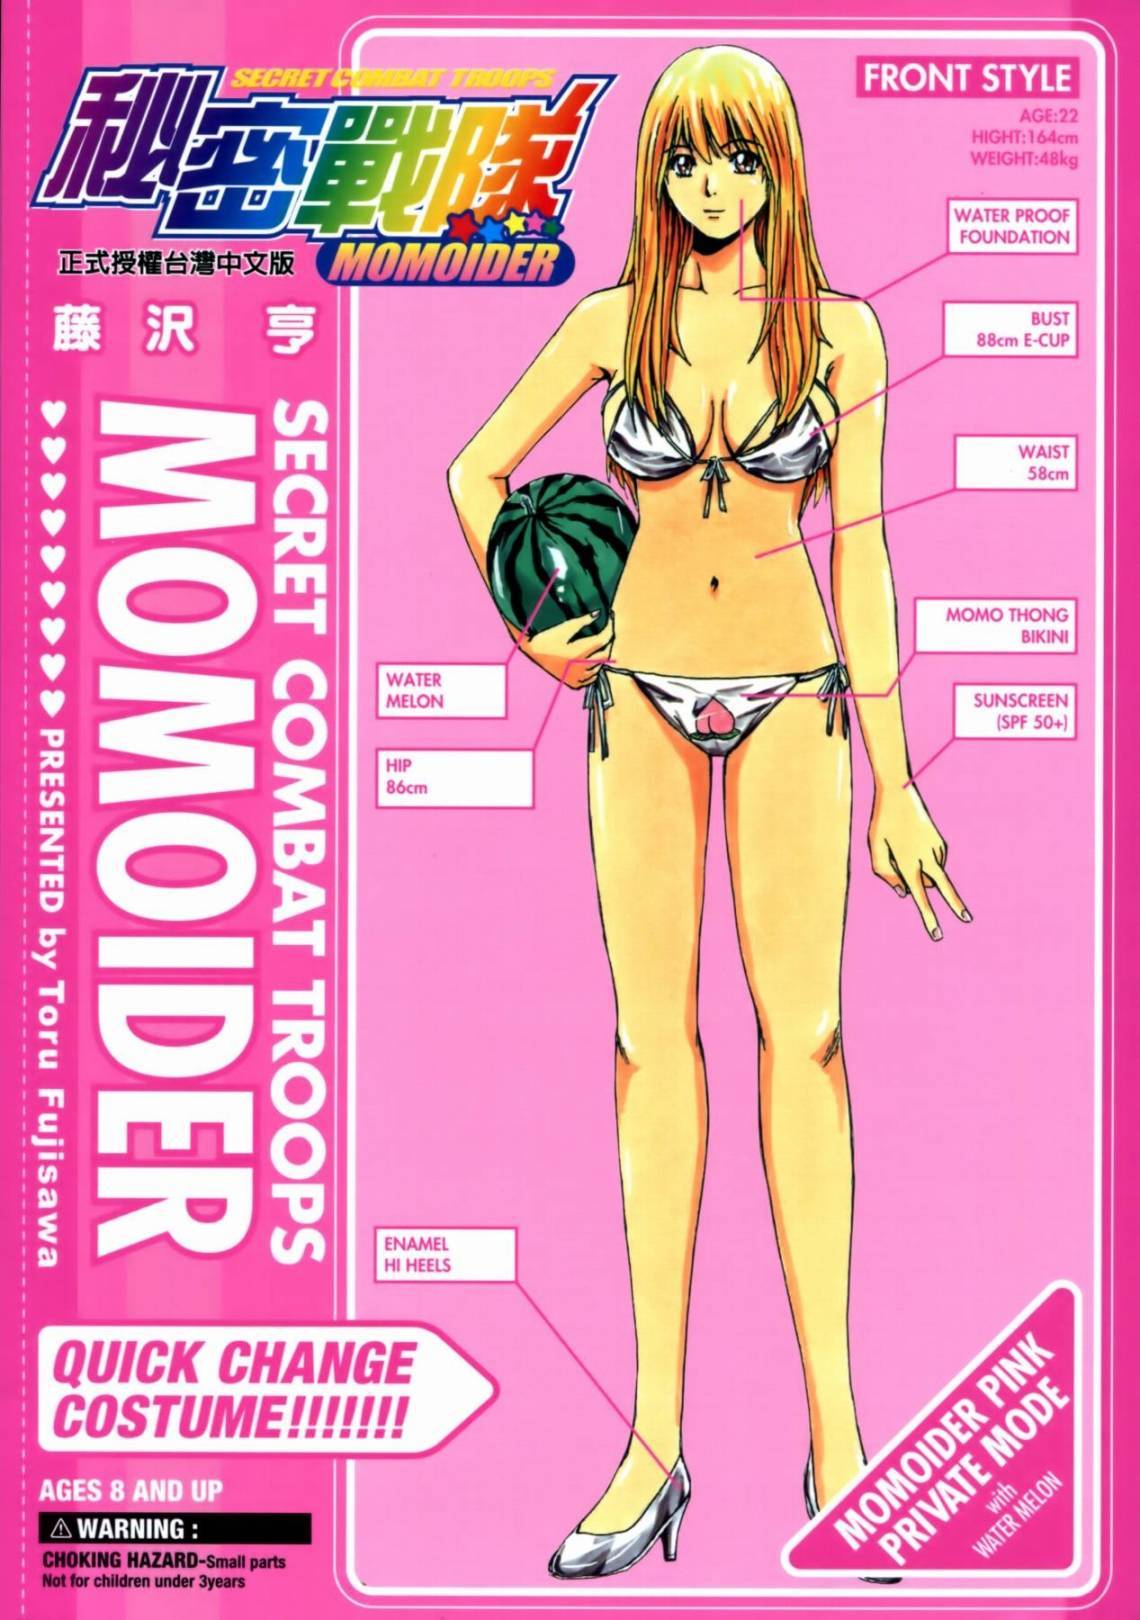 SECRET COMBAT TROOPS
秘密戰隊
MOMOIDER
正式授權台灣中文版
藤沢 亨
SECRET COMBAT TROOPS
MOMOIDER
♥♥♥♥♥♥♥♥♥ PRESENTED by Toru Fujisawa
QUICK CHANGE
COSTUME!!!!!!!
AGES 8 AND UP
⚠ WARNING :
CHOKING HAZARD-Small parts
Not for children under 3years
FRONT STYLE
AGE:22
HIGHT:164cm
WEIGHT:48kg
WATER PROOF
FOUNDATION
BUST
88cm E-CUP
WAIST
58cm
MOMO THONG
BIKINI
SUNSCREEN
(SPF 50+)
WATER
MELON
HIP
86cm
ENAMEL
HI HEELS
MOMOIDER PINK
PRIVATE MODE
with
WATER MELON